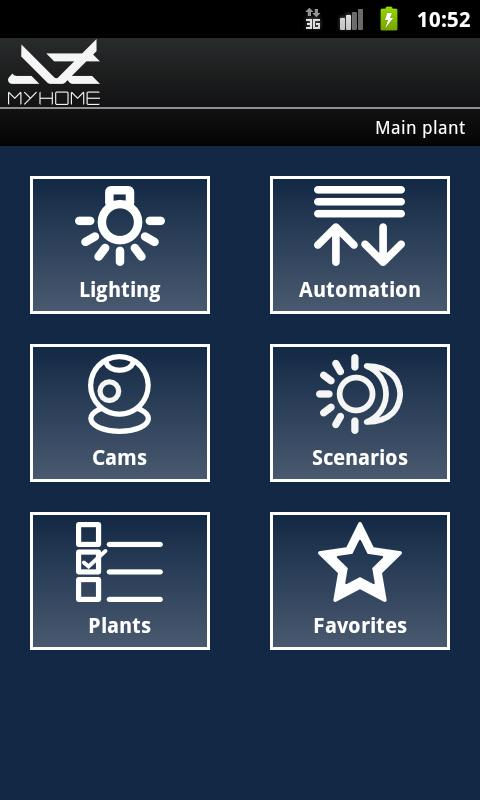 3G 10:52
MYHOME
Main plant
Lighting
Automation
Cams
Scenarios
Plants
Favorites